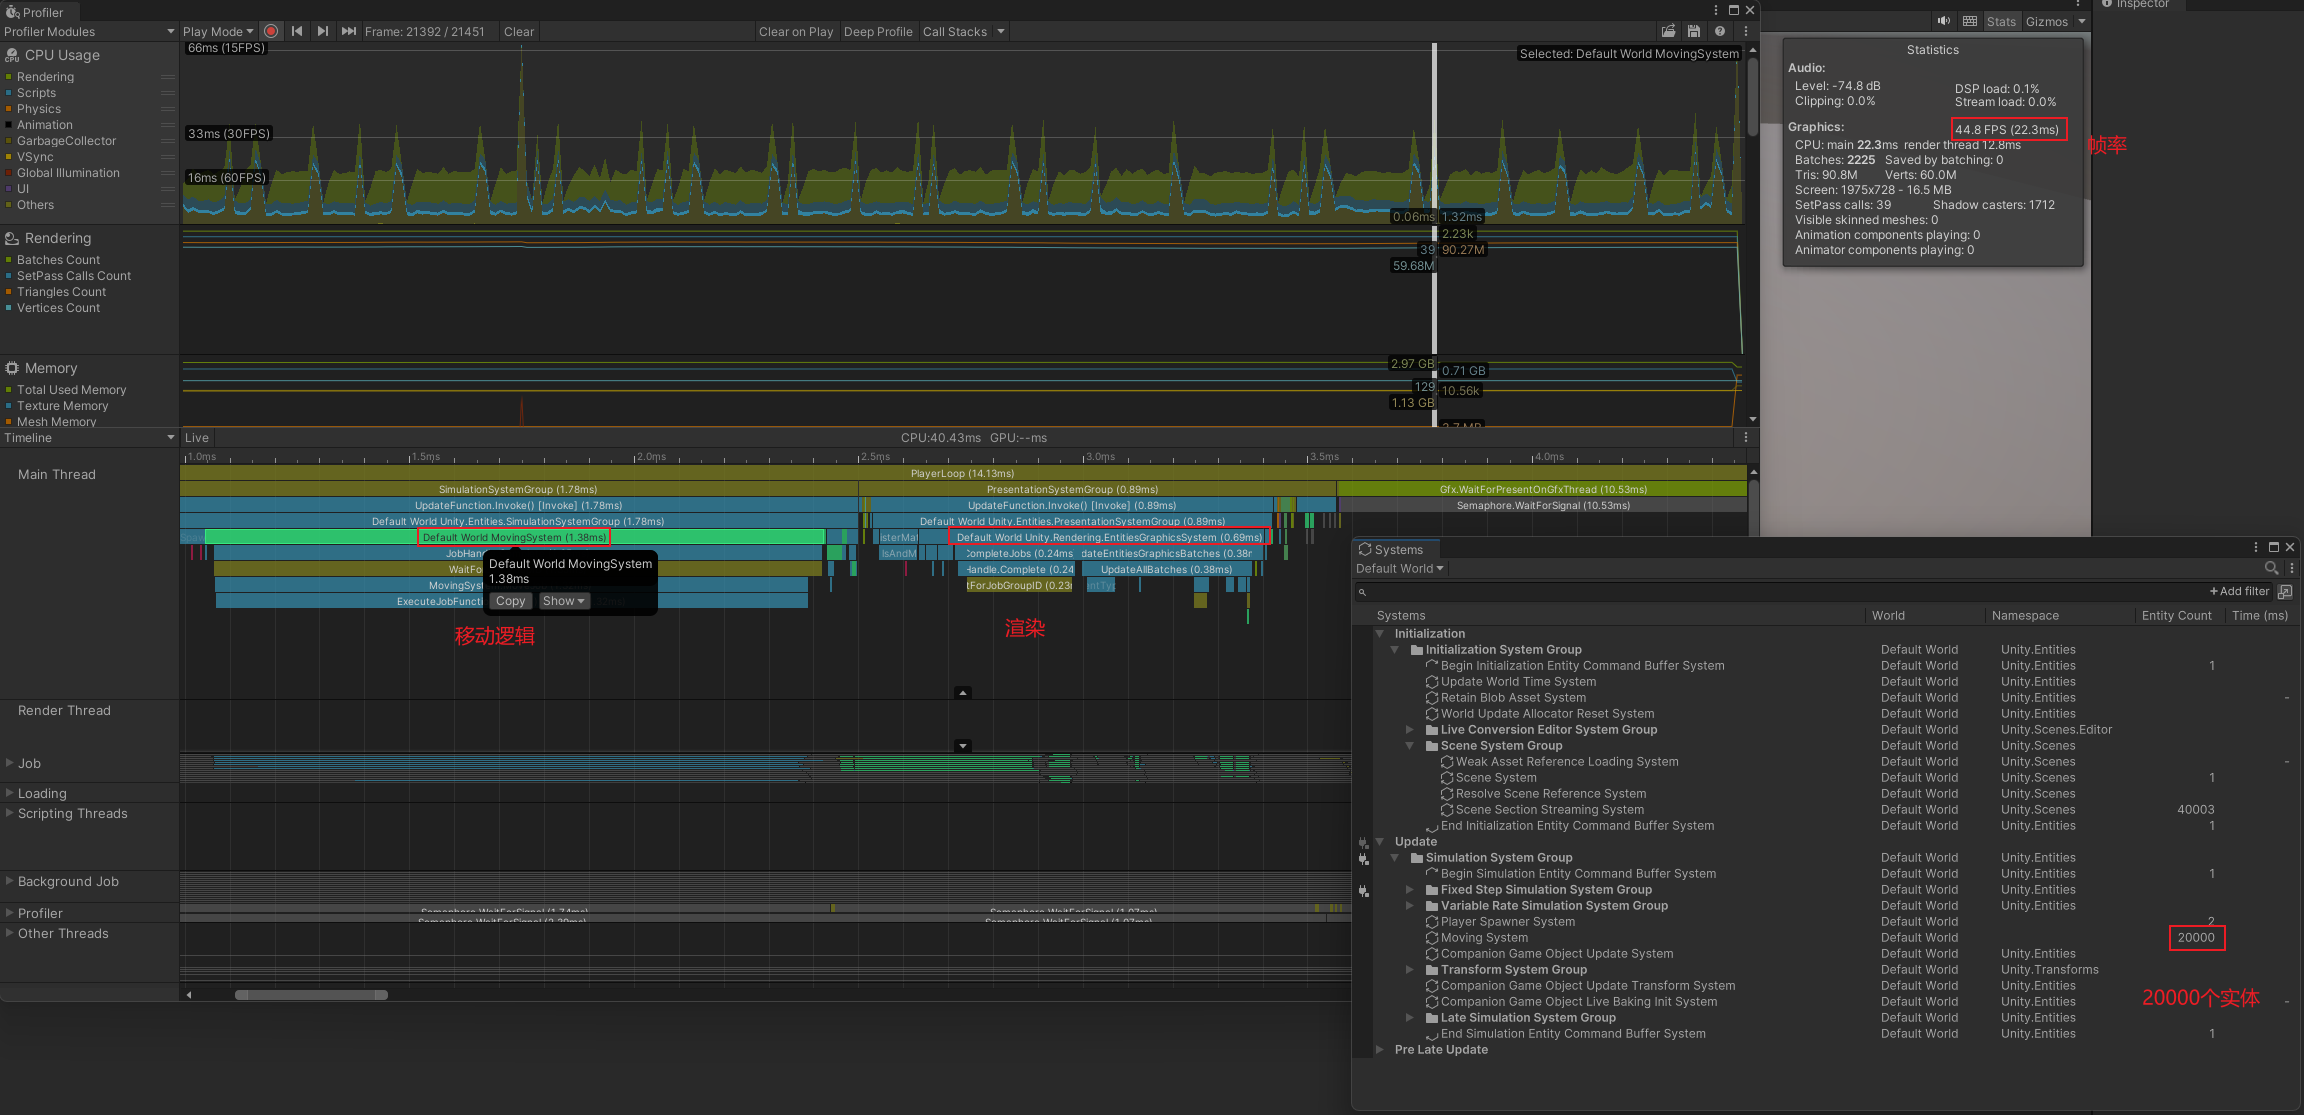 Profiler
Profiler Modules
Play Mode
Frame: 21392 / 21451
Clear
Clear on Play
Deep Profile
Call Stacks
CPU Usage
Rendering
Scripts
Physics
Animation
GarbageCollector
VSync
Global Illumination
UI
Others
66ms (15FPS)
33ms (30FPS)
16ms (60FPS)
Selected: Default World MovingSystem
0.06ms
1.32ms
Rendering
Batches Count
SetPass Calls Count
Triangles Count
Vertices Count
2.23k
39
90.27M
59.68M
Memory
Total Used Memory
Texture Memory
Mesh Memory
2.97 GB
0.71 GB
129
10.56k
1.13 GB
Timeline
Live
CPU:40.43ms GPU:--ms
1.0ms
1.5ms
2.0ms
2.5ms
3.0ms
3.5ms
4.0ms
Main Thread
PlayerLoop (14.13ms)
SimulationSystemGroup (1.78ms)
PresentationSystemGroup (0.89ms)
Gfx.WaitForPresentOnGfxThread (10.53ms)
UpdateFunction.Invoke() [Invoke] (1.78ms)
UpdateFunction.Invoke() [Invoke] (0.89ms)
Semaphore.WaitForSignal (10.53ms)
Default World Unity.Entities.SimulationSystemGroup (1.78ms)
Default World Unity.Entities.PresentationSystemGroup (0.89ms)
Default World MovingSystem (1.38ms)
isterMat
Default World Unity.Rendering.EntitiesGraphicsSystem (0.69ms)
JobHan
IsAndM
CompleteJobs (0.24ms
dateEntitiesGraphicsBatches (0.38m
WaitFo
Handle.Complete (0.24
UpdateAllBatches (0.38ms)
MovingSys
tForJobGroupID (0.23m
ExecuteJobFuncti
Default World MovingSystem
1.38ms
Copy
Show
移动逻辑
渲染
Render Thread
Job
Loading
Scripting Threads
Background Job
Profiler
Semaphore.WaitForSignal (1.74ms)
Semaphore.WaitForSignal (1.07ms)
Semaphore.WaitForSignal (1.07ms)
Other Threads
Inspector
Stats
Gizmos
Statistics
Audio:
Level: -74.8 dB
DSP load: 0.1%
Clipping: 0.0%
Stream load: 0.0%
Graphics:
44.8 FPS (22.3ms)
帧率
CPU: main 22.3ms render thread 12.8ms
Batches: 2225 Saved by batching: 0
Tris: 90.8M Verts: 60.0M
Screen: 1975x728 - 16.5 MB
SetPass calls: 39 Shadow casters: 1712
Visible skinned meshes: 0
Animation components playing: 0
Animator components playing: 0
Systems
Default World
Add filter
Systems World Namespace Entity Count Time (ms)
Initialization
Initialization System Group Default World Unity.Entities
Begin Initialization Entity Command Buffer System Default World Unity.Entities 1
Update World Time System Default World Unity.Entities
Retain Blob Asset System Default World Unity.Entities -
World Update Allocator Reset System Default World Unity.Entities
Live Conversion Editor System Group Default World Unity.Scenes.Editor
Scene System Group Default World Unity.Scenes
Weak Asset Reference Loading System Default World Unity.Scenes -
Scene System Default World Unity.Scenes 1
Resolve Scene Reference System Default World Unity.Scenes
Scene Section Streaming System Default World Unity.Scenes 40003
End Initialization Entity Command Buffer System Default World Unity.Entities 1
Update
Simulation System Group Default World Unity.Entities
Begin Simulation Entity Command Buffer System Default World Unity.Entities 1
Fixed Step Simulation System Group Default World Unity.Entities
Variable Rate Simulation System Group Default World Unity.Entities
Player Spawner System Default World 2
Moving System Default World 20000
Companion Game Object Update System Default World Unity.Entities
Transform System Group Default World Unity.Transforms
Companion Game Object Update Transform System Default World Unity.Entities
Companion Game Object Live Baking Init System Default World Unity.Entities -
20000个实体
Late Simulation System Group Default World Unity.Entities
End Simulation Entity Command Buffer System Default World Unity.Entities 1
Pre Late Update